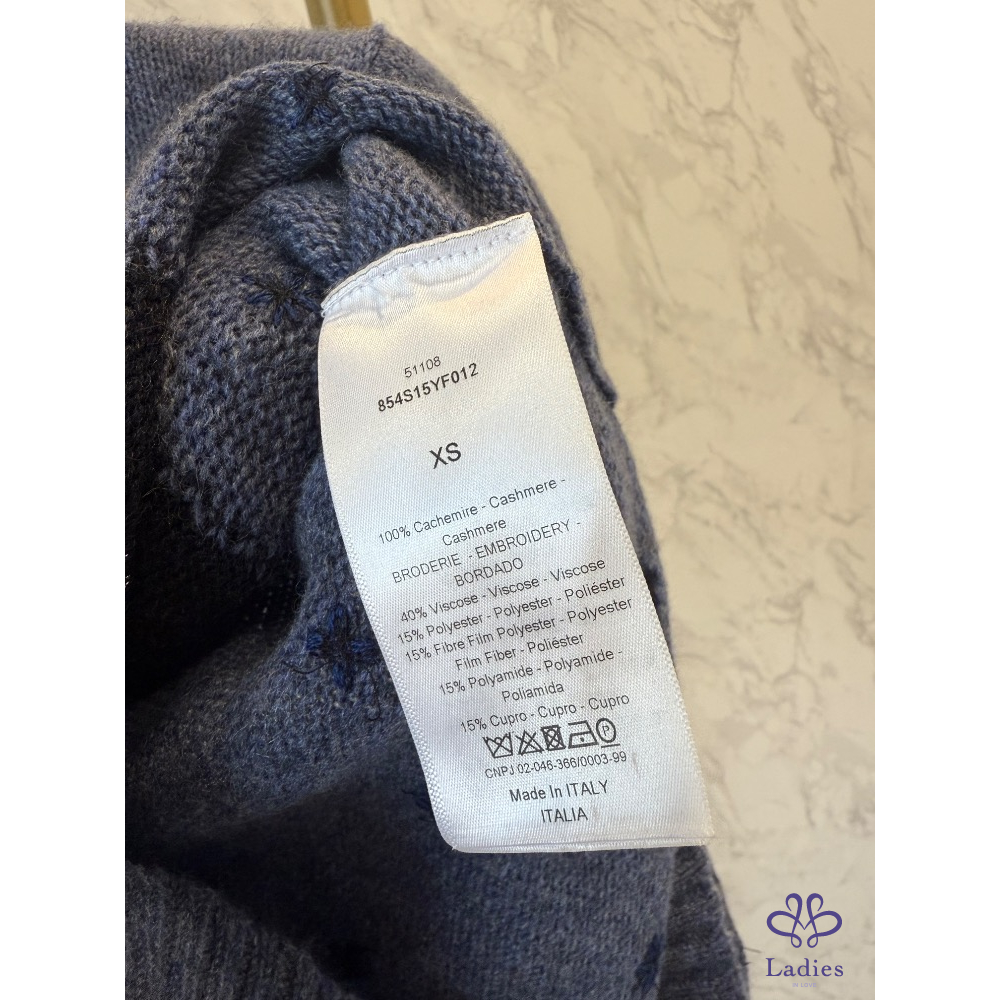 51108
854S15YF012
XS
100% Cachemire - Cashmere -
Cashmere
BRODERIE - EMBROIDERY -
BORDADO
40% Viscose - Viscose - Viscose
15% Polyester - Polyester - Poliéster
15% Fibre Film Polyester - Polyester
Film Fiber - Poliéster
15% Polyamide - Polyamide -
Poliamida
15% Cupro - Cupro - Cupro
P
CNPJ 02-046-366/0003-99
Made In ITALY
ITALIA
Ladies